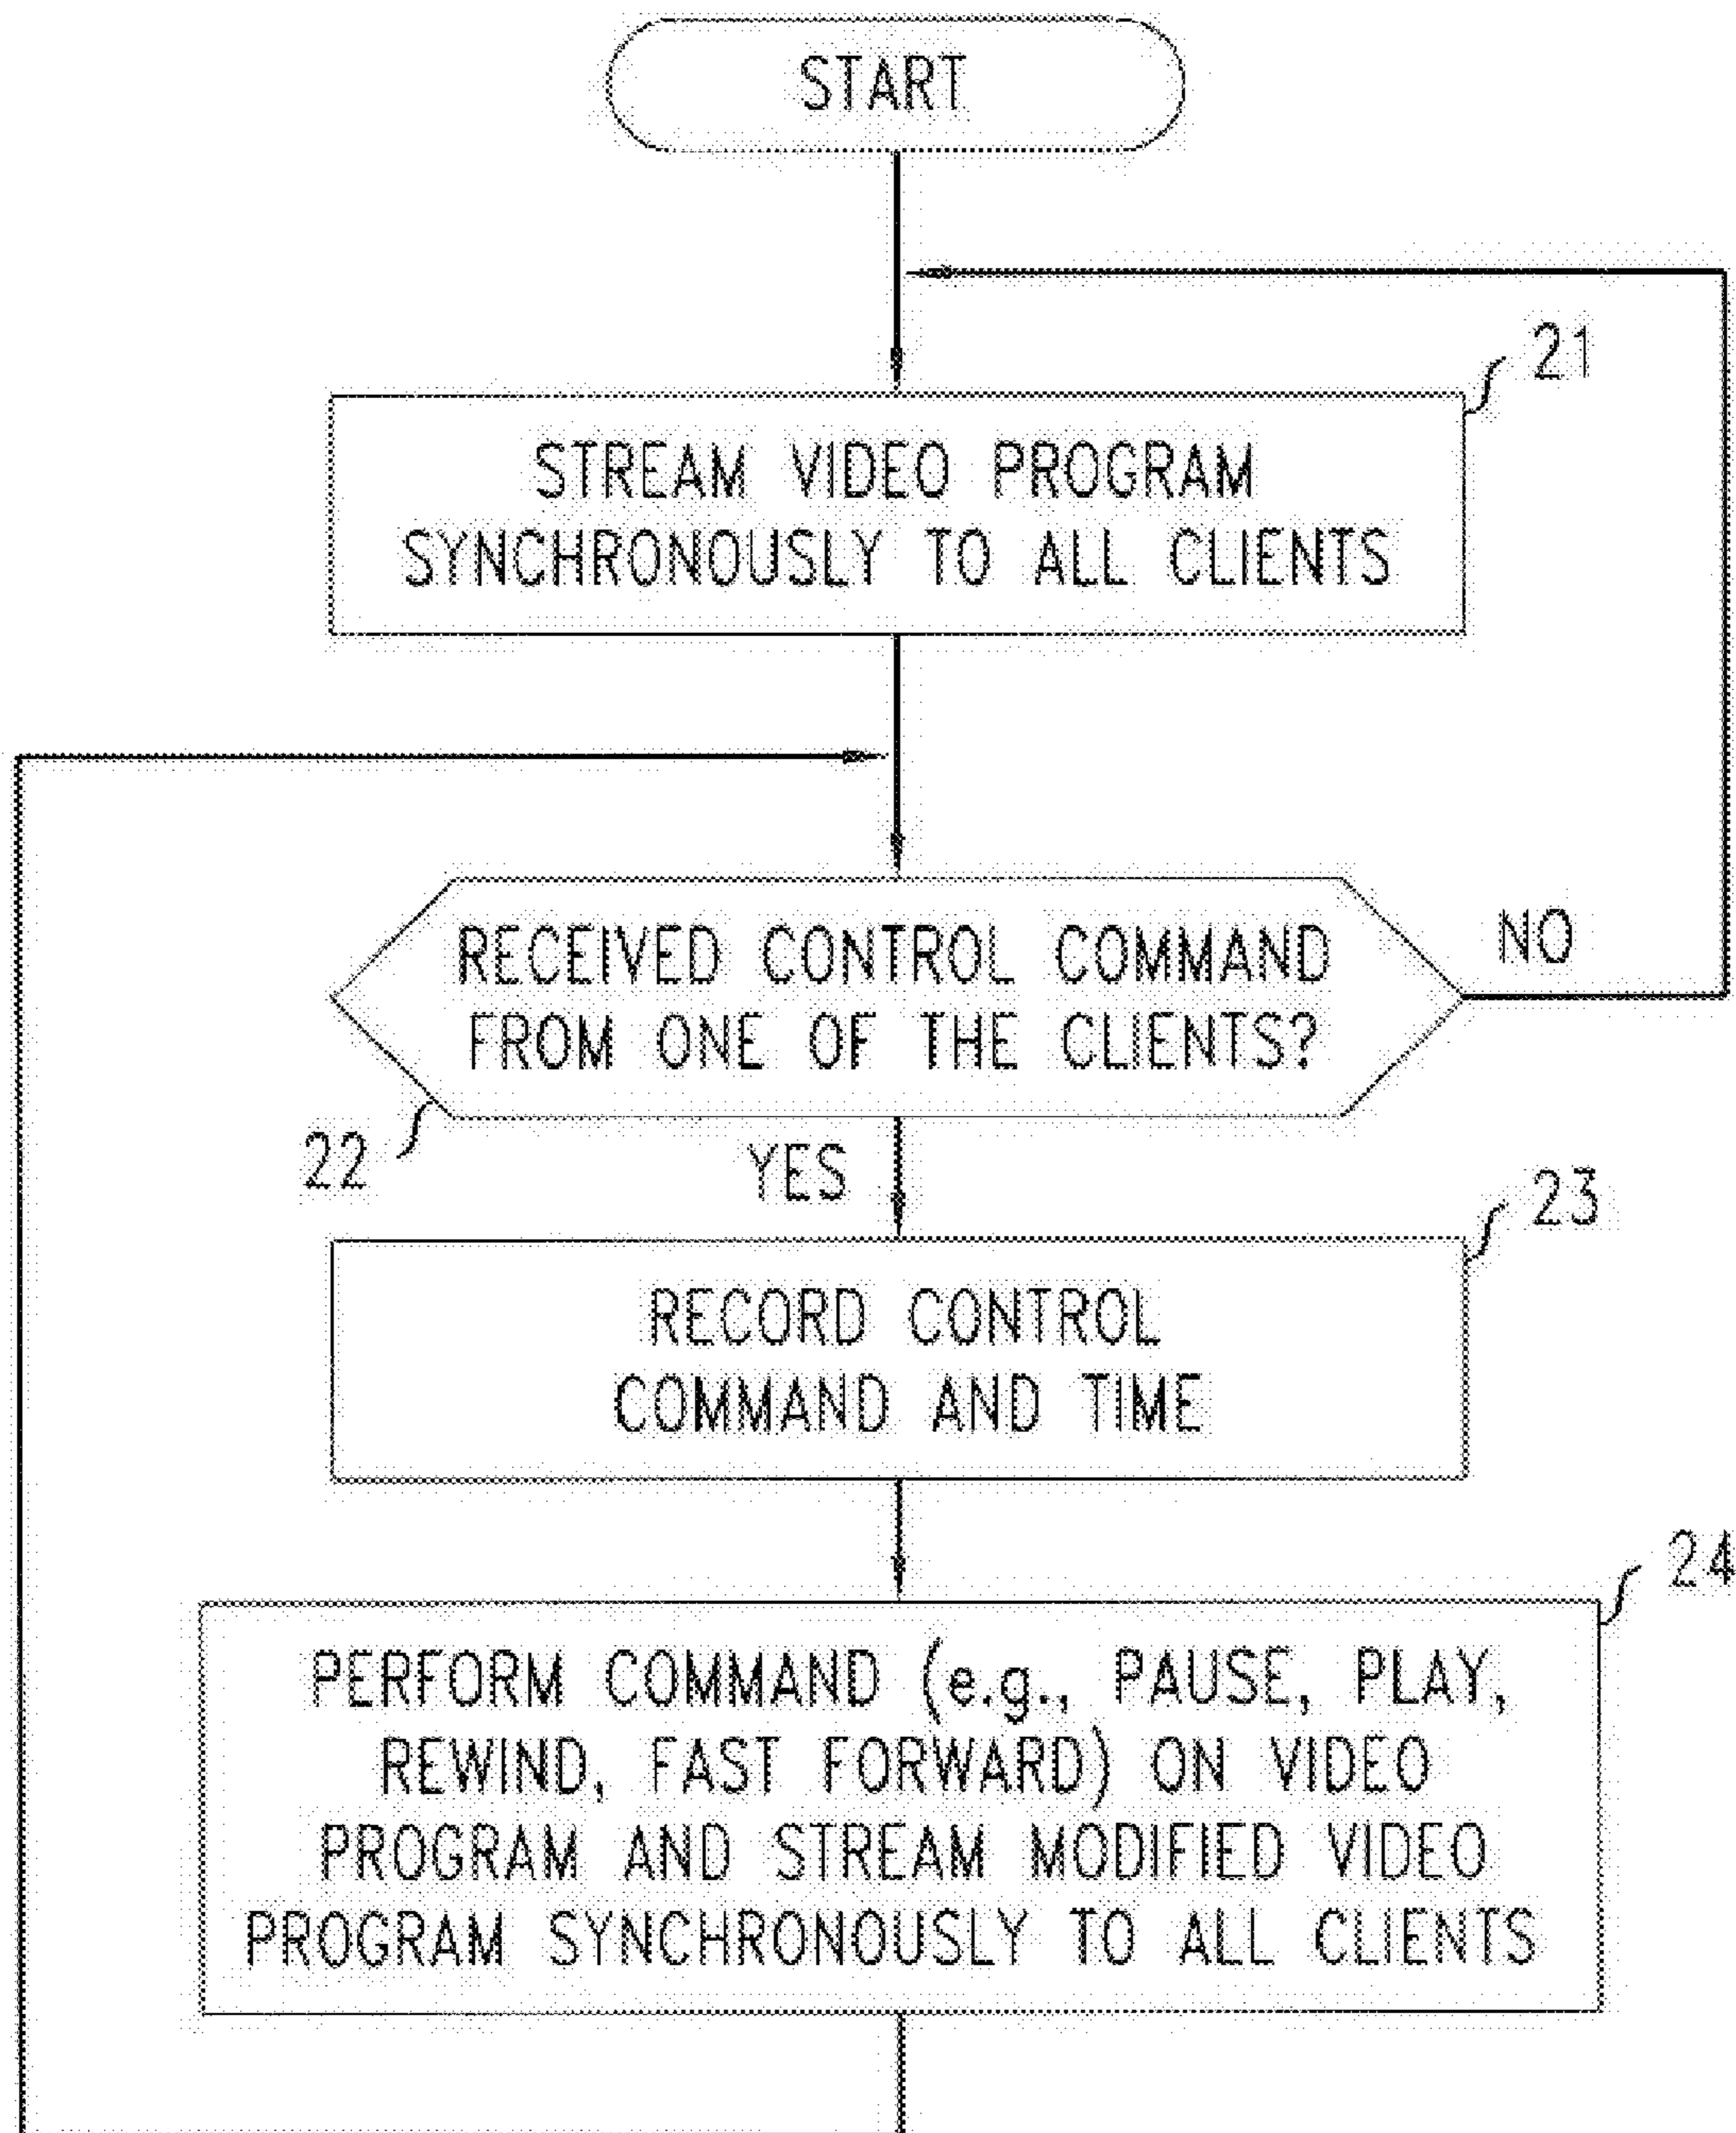 START
21
STREAM VIDEO PROGRAM
SYNCHRONOUSLY TO ALL CLIENTS
RECEIVED CONTROL COMMAND
FROM ONE OF THE CLIENTS?
NO
22
YES
23
RECORD CONTROL
COMMAND AND TIME
24
PERFORM COMMAND (e.g., PAUSE, PLAY,
REWIND, FAST FORWARD) ON VIDEO
PROGRAM AND STREAM MODIFIED VIDEO
PROGRAM SYNCHRONOUSLY TO ALL CLIENTS